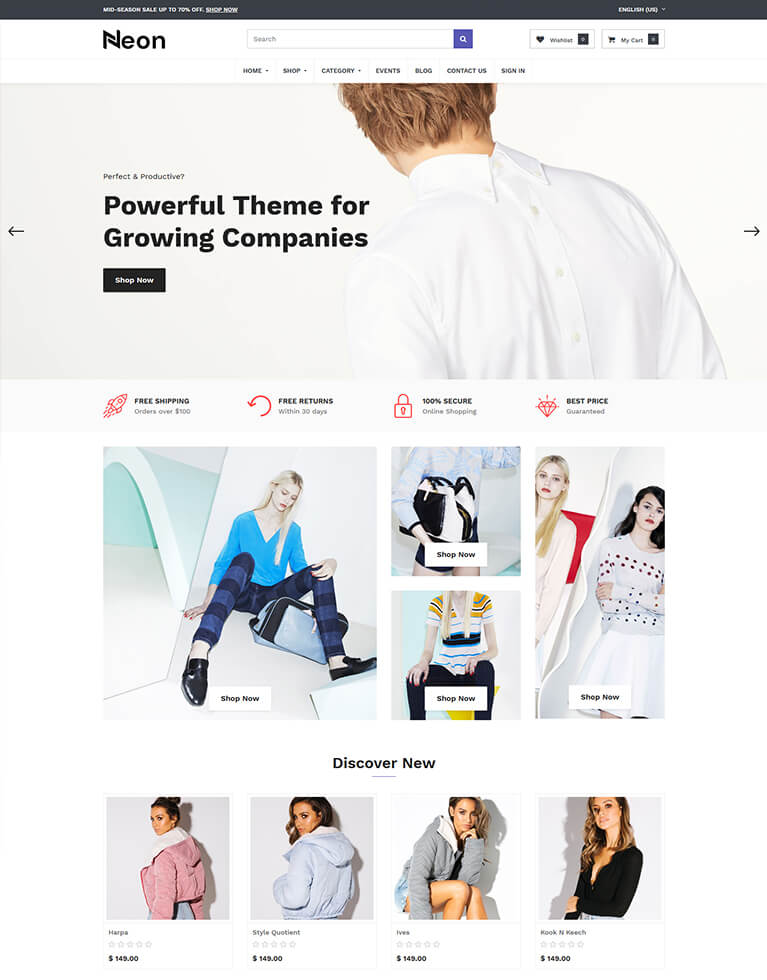 MID-SEASON SALE UP TO 70% OFF. SHOP NOW
ENGLISH (US)
Neon
Search
Wishlist 0
My Cart 0
HOME SHOP CATEGORY EVENTS BLOG CONTACT US SIGN IN
Perfect & Productive?
Powerful Theme for
Growing Companies
Shop Now
FREE SHIPPING
Orders over $100
FREE RETURNS
Within 30 days
100% SECURE
Online Shopping
BEST PRICE
Guaranteed
Shop Now
Shop Now
Shop Now
Shop Now
Discover New
Harpa
$ 149.00
Style Quotient
$ 149.00
Ives
$ 149.00
Kook N Keech
$ 149.00